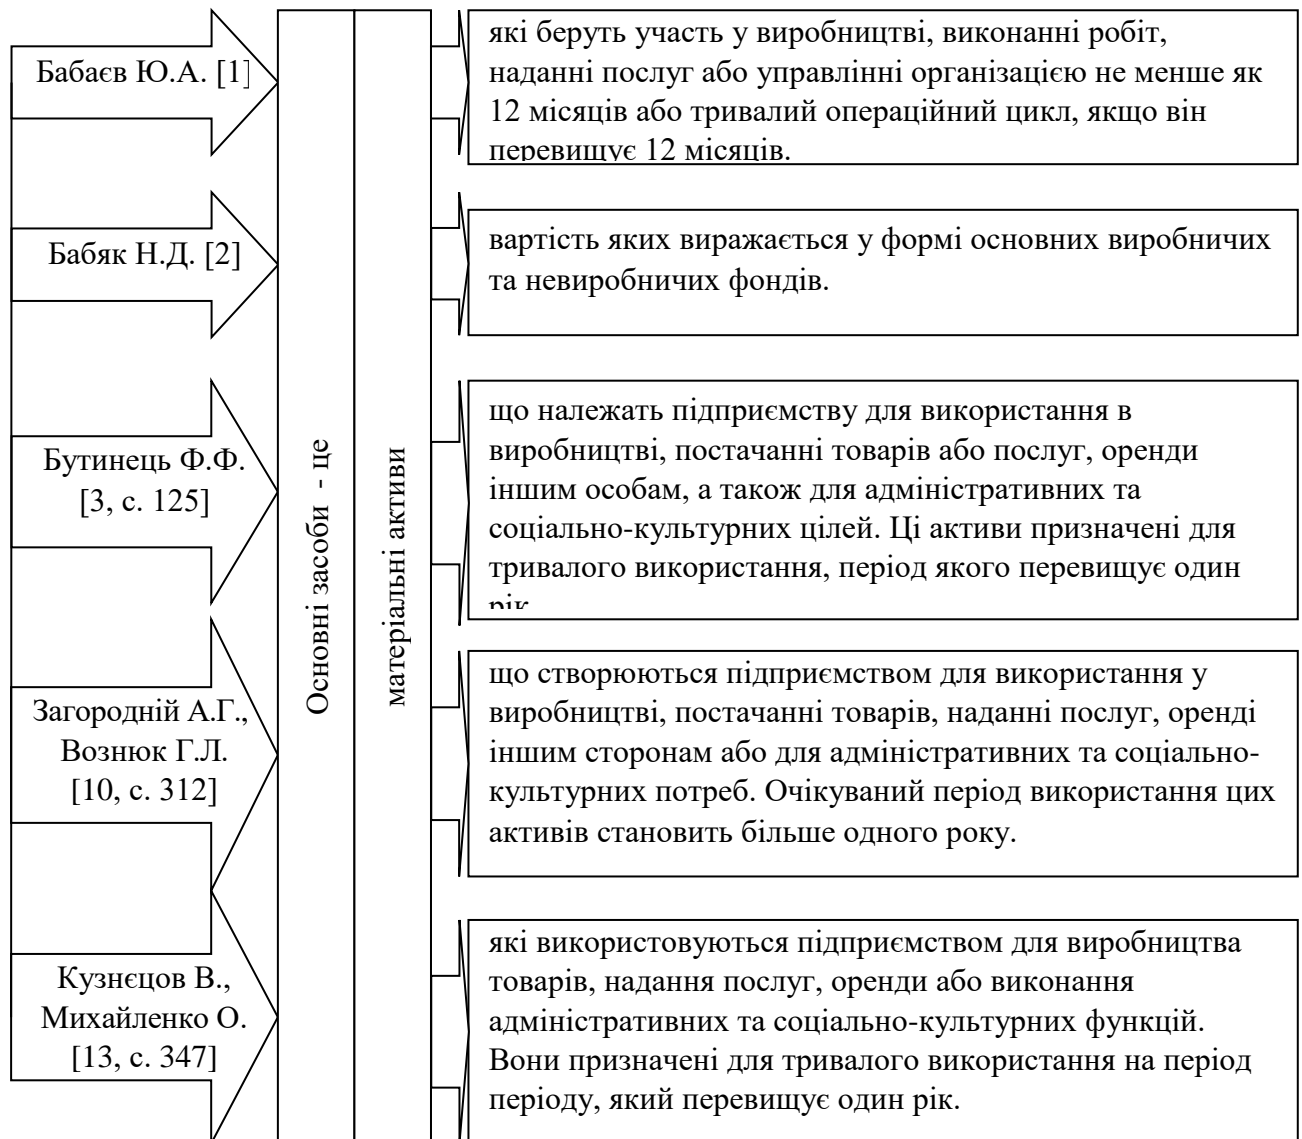 Бабаєв Ю.А. [1]
які беруть участь у виробництві, виконанні робіт,
наданні послуг або управлінні організацією не менше як
12 місяців або тривалий операційний цикл, якщо він
перевищує 12 місяців.
Бабяк Н.Д. [2]
вартість яких виражається у формі основних виробничих
та невиробничих фондів.
Бутинець Ф.Ф.
[3, с. 125]
Основні засоби - це
матеріальні активи
що належать підприємству для використання в
виробництві, постачанні товарів або послуг, оренди
іншим особам, а також для адміністративних та
соціально-культурних цілей. Ці активи призначені для
тривалого використання, період якого перевищує один
рік
Загородній А.Г.,
Вознюк Г.Л.
[10, с. 312]
що створюються підприємством для використання у
виробництві, постачанні товарів, наданні послуг, оренді
іншим сторонам або для адміністративних та соціально-
культурних потреб. Очікуваний період використання цих
активів становить більше одного року.
Кузнєцов В.,
Михайленко О.
[13, с. 347]
які використовуються підприємством для виробництва
товарів, надання послуг, оренди або виконання
адміністративних та соціально-культурних функцій.
Вони призначені для тривалого використання на період
періоду, який перевищує один рік.